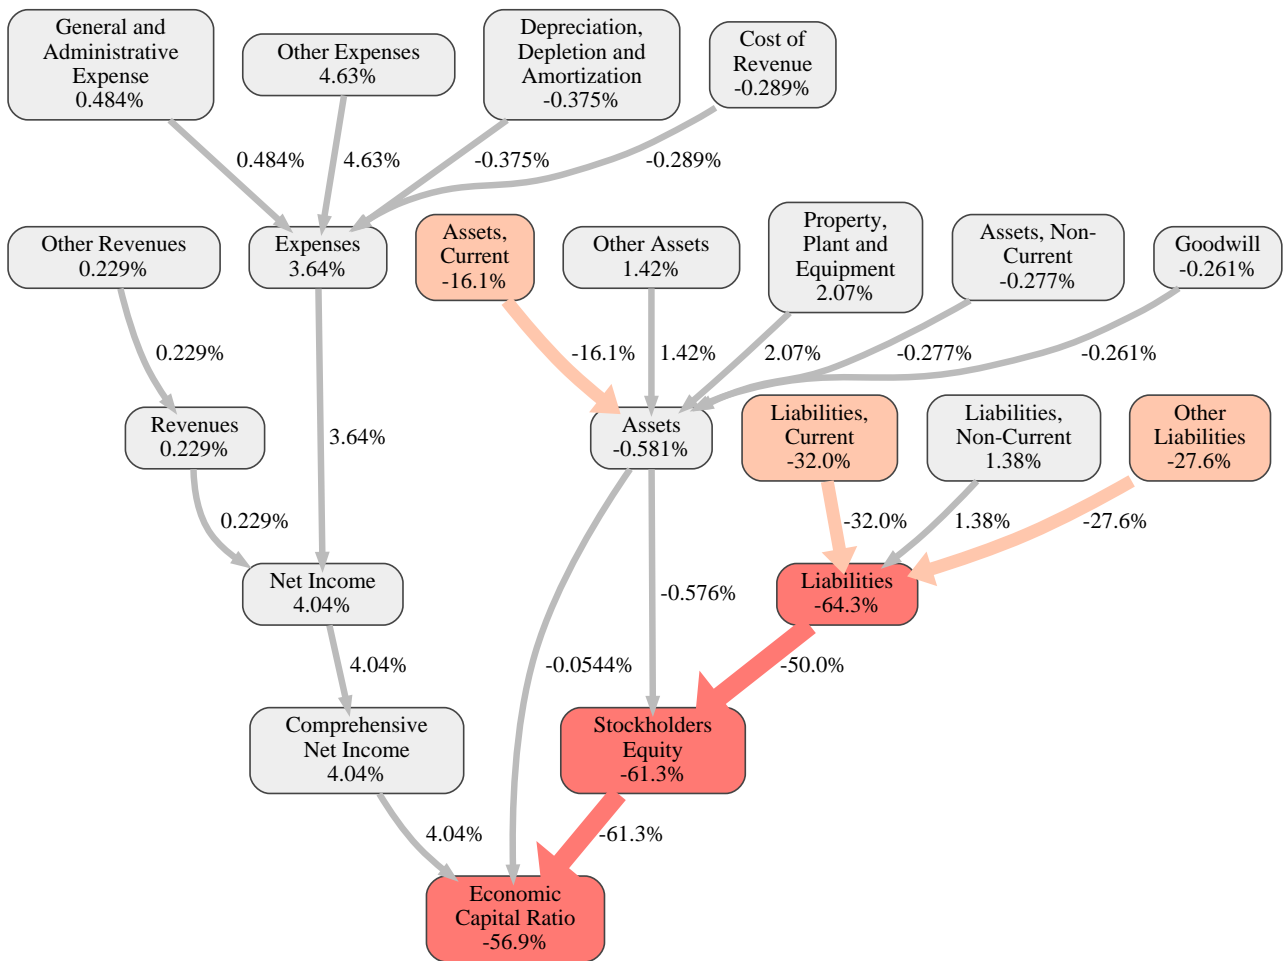 General and
Administrative
Expense
0.484%
Other Expenses
4.63%
Depreciation,
Depletion and
Amortization
-0.375%
Cost of
Revenue
-0.289%
0.484%
4.63%
-0.375%
-0.289%
Other Revenues
0.229%
Expenses
3.64%
Assets,
Current
-16.1%
Other Assets
1.42%
Property,
Plant and
Equipment
2.07%
Assets, Non-
Current
-0.277%
Goodwill
-0.261%
0.229%
-16.1%
1.42%
2.07%
-0.277%
-0.261%
Revenues
0.229%
3.64%
Assets
-0.581%
Liabilities,
Current
-32.0%
Liabilities,
Non-Current
1.38%
Other
Liabilities
-27.6%
0.229%
-32.0%
1.38%
-27.6%
Net Income
4.04%
-0.576%
Liabilities
-64.3%
4.04%
-0.0544%
-50.0%
Comprehensive
Net Income
4.04%
Stockholders
Equity
-61.3%
4.04%
-61.3%
Economic
Capital Ratio
-56.9%